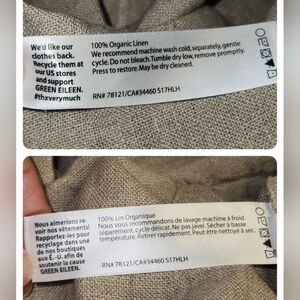 We'd like our
clothes back.
Recycle them at
our US stores
and support
GREEN EILEEN.
#thxverymuch
100% Organic Linen
We recommend machine wash cold, separately, gentle
cycle. Do not bleach. Tumble dry low, remove promptly.
Press to restore. May be dry cleaned.
RN# 78121/CA#34460 S17HLH
Nous aimerions re-
voir nos vêtements!
Rapportez-les pour
recyclage dans une
de nos boutiques
aux É.-U. afin de
soutenir la cause
GREEN EILEEN.
100% Lin Organique
Nous vous recommandons de lavage machine à froid
séparement, cycle délicat. Ne pas javel. Sécher à basse
température. Retirer rapidement. Peut être nettoyé à sec.
RN# 78121/CA#34460 S17HLH